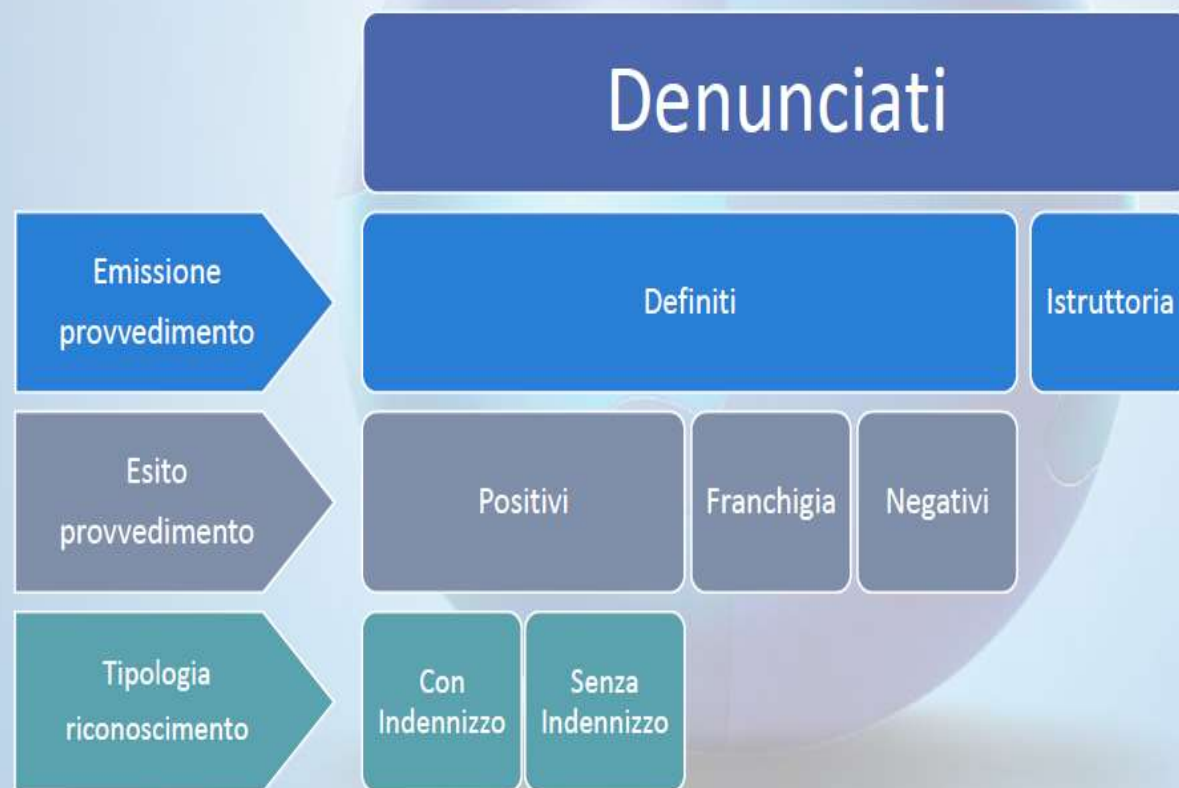 Denunciati
Emissione
provvedimento
Definiti
Istruttoria
Esito
provvedimento
Positivi
Franchigia
Negativi
Tipologia
riconoscimento
Con
Indennizzo
Senza
Indennizzo